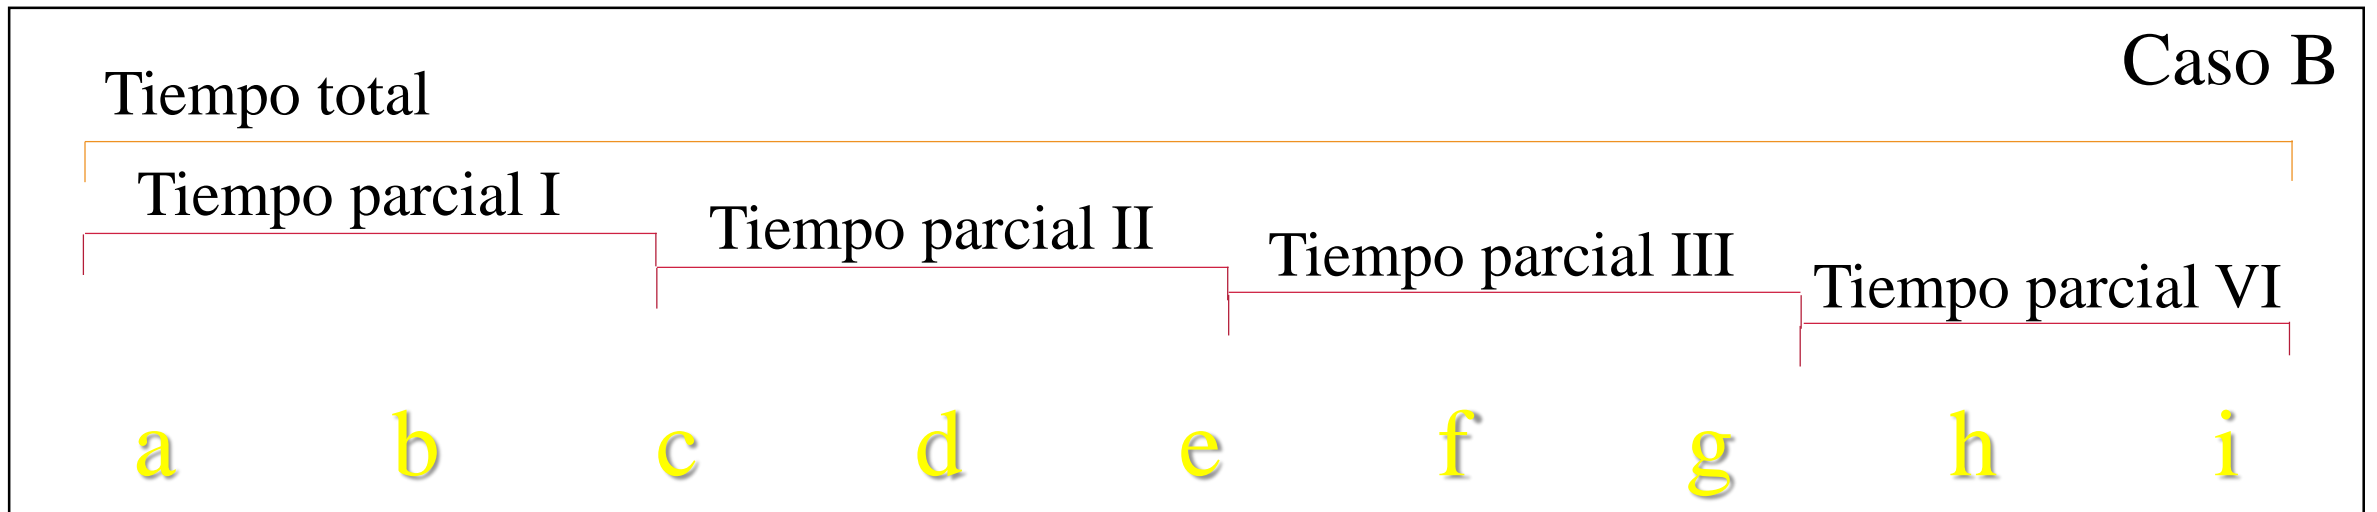 Caso B
Tiempo total
Tiempo parcial I
Tiempo parcial II
Tiempo parcial III
Tiempo parcial VI
a b c d e f g h i